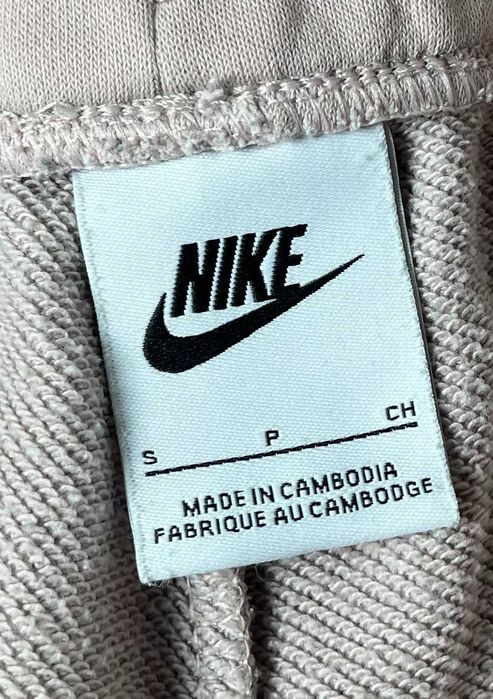 NIKE
S P CH
MADE IN CAMBODIA
FABRIQUE AU CAMBODGE